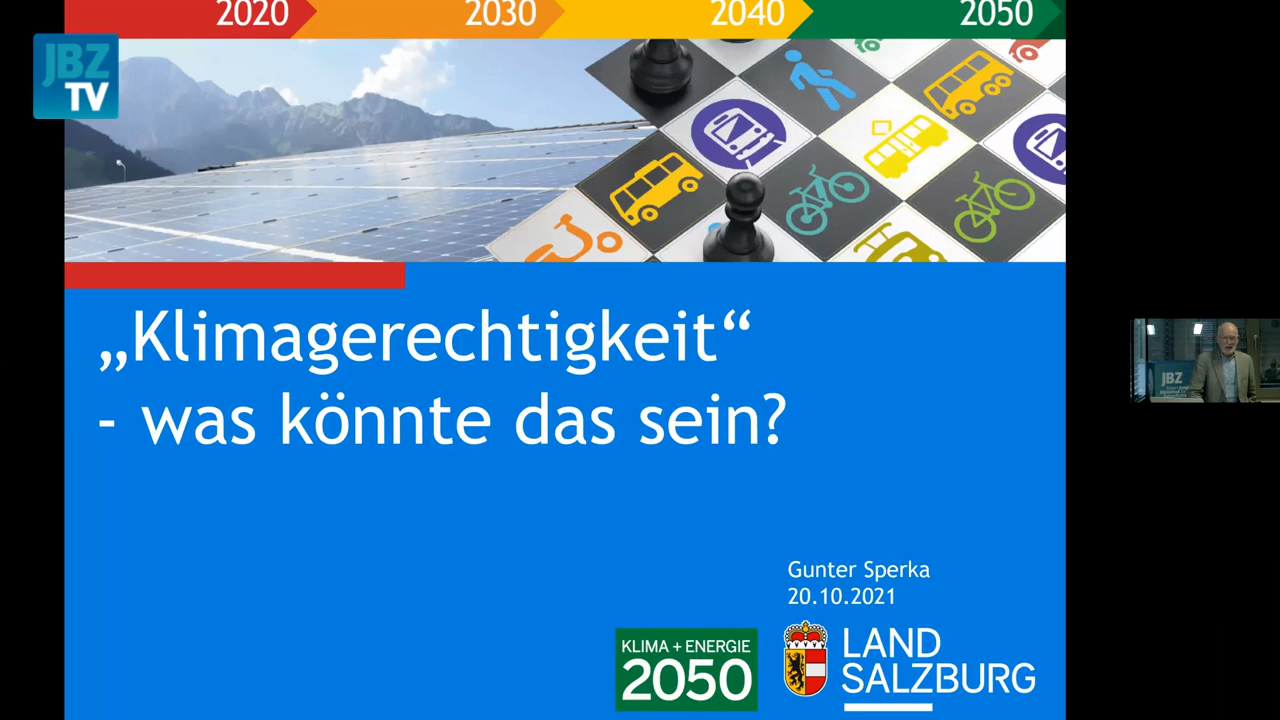 2020 2030 2040 2050
JBZ
TV
„Klimagerechtigkeit“
- was könnte das sein?
JBZ
Gunter Sperka
20.10.2021
KLIMA + ENERGIE
2050
LAND
SALZBURG